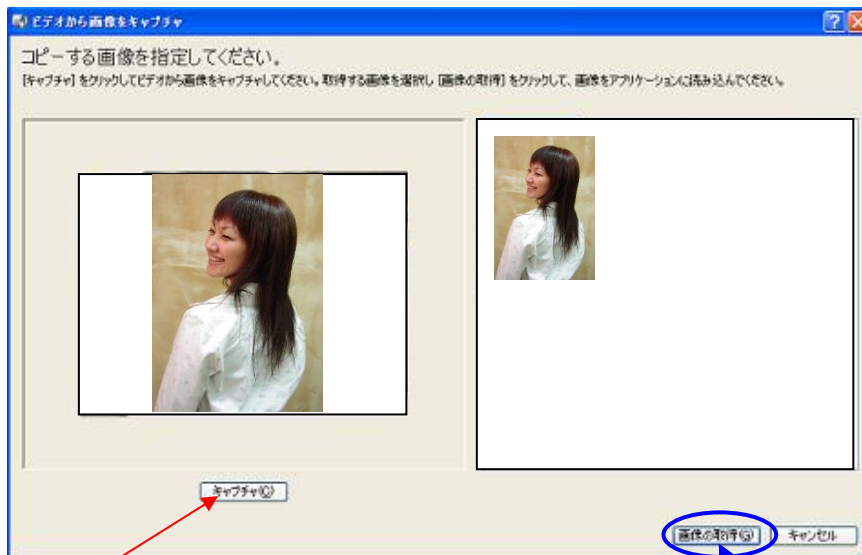 ビデオから画像をキャプチャ
コピーする画像を指定してください。
[キャプチャ] をクリックしてビデオから画像をキャプチャしてください。取得する画像を選択し [画像の取得] をクリックして、画像をアプリケーションに読み込んでください。
キャプチャ(C)
画像の取得(G)
キャンセル